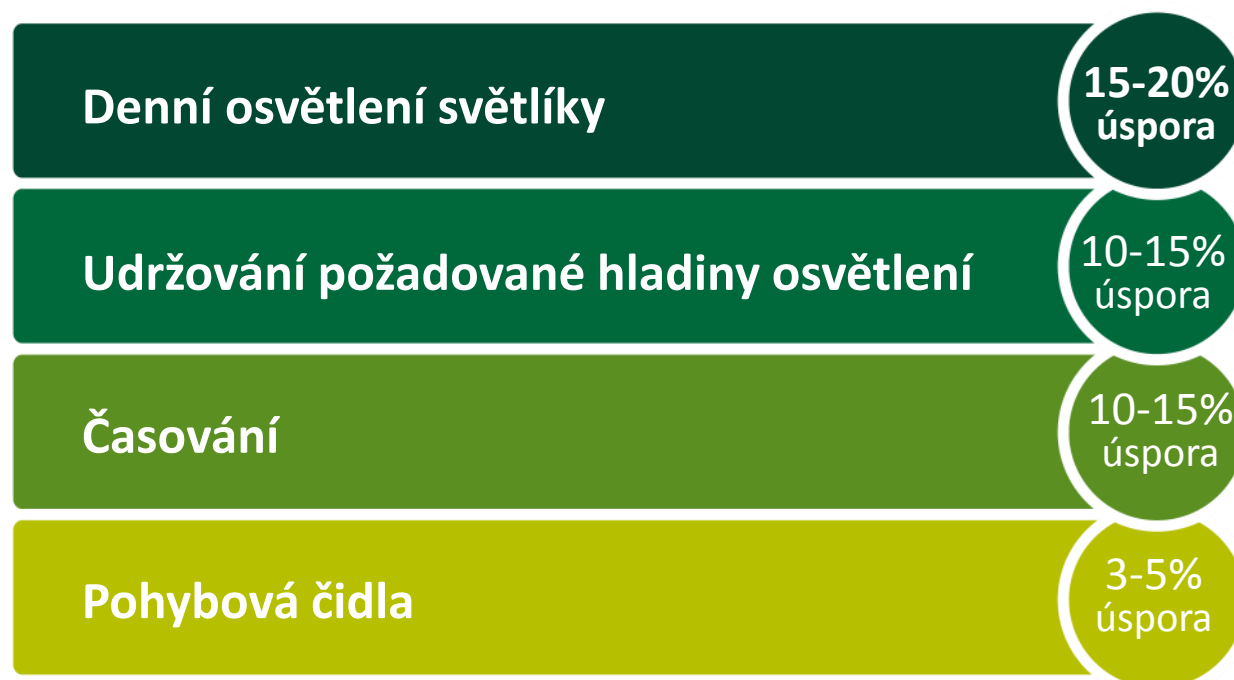 Denní osvětlení světlíky
15-20%
úspora
Udržování požadované hladiny osvětlení
10-15%
úspora
Časování
10-15%
úspora
Pohybová čidla
3-5%
úspora